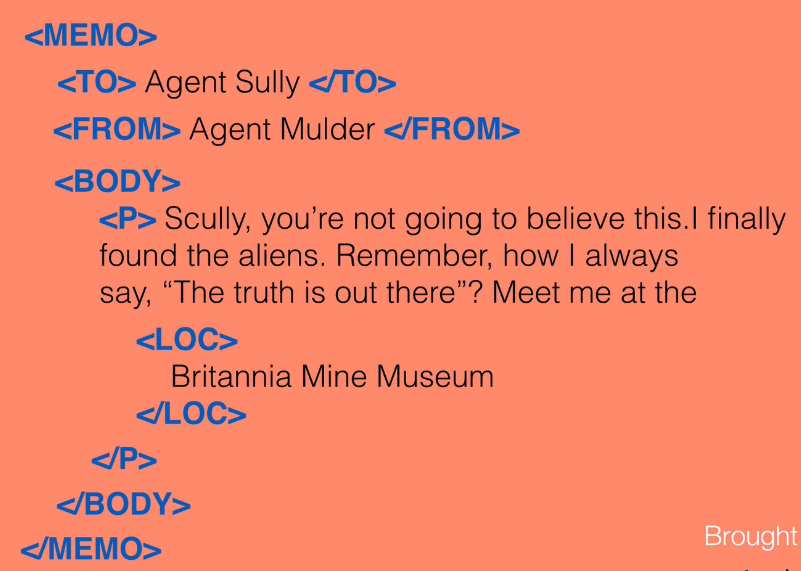 <MEMO>
<TO> Agent Sully </TO>
<FROM> Agent Mulder </FROM>
<BODY>
<P> Scully, you’re not going to believe this.I finally
found the aliens. Remember, how I always
say, “The truth is out there”? Meet me at the
<LOC>
Britannia Mine Museum
</LOC>
</P>
</BODY>
Brought
</MEMO>